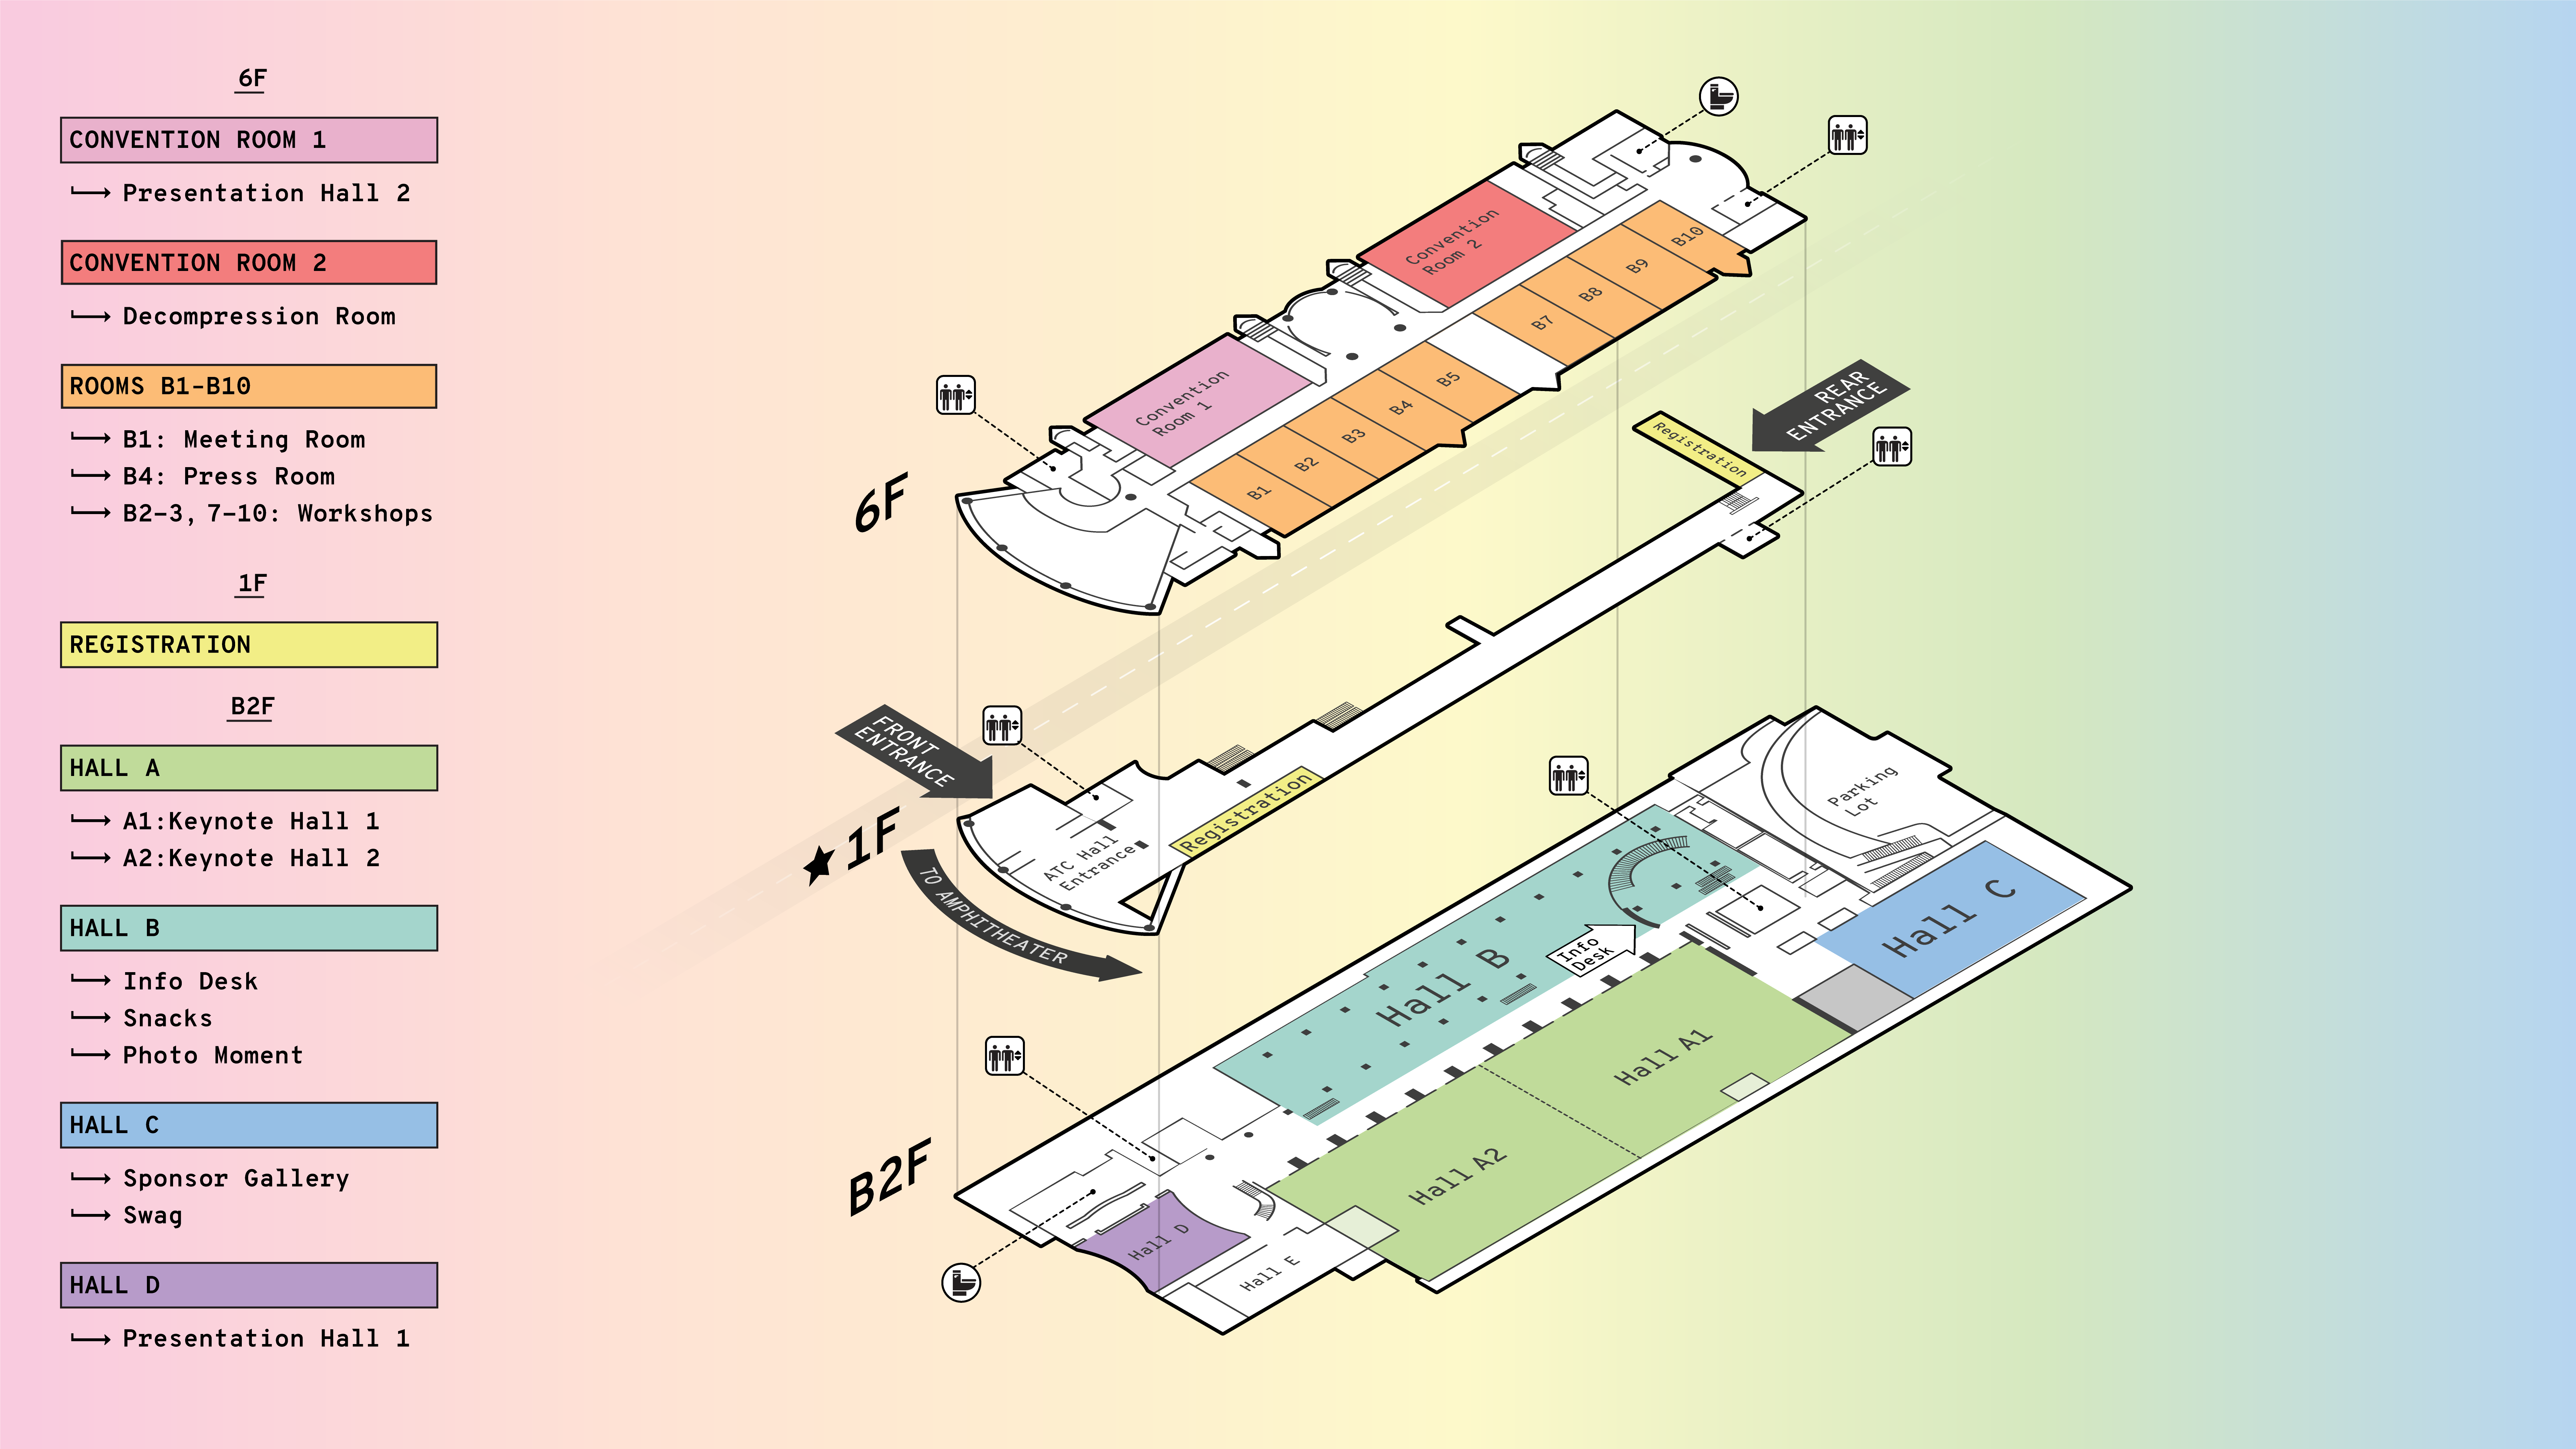 6F
CONVENTION ROOM 1
Presentation Hall 2
CONVENTION ROOM 2
Decompression Room
ROOMS B1-B10
B1: Meeting Room
B4: Press Room
B2-3, 7-10: Workshops
1F
REGISTRATION
B2F
HALL A
A1:Keynote Hall 1
A2:Keynote Hall 2
HALL B
Info Desk
Snacks
Photo Moment
HALL C
Sponsor Gallery
Swag
HALL D
Presentation Hall 1
6F
Convention
Room 2
Convention
Room 1
B10
B9
B8
B7
B5
B4
B3
B2
B1
REAR
ENTRANCE
Registration
FRONT
ENTRANCE
1F
Registration
ATC Hall
Entrance
TO AMPHITHEATER
B2F
Parking
Lot
Hall C
Hall B
Info
Desk
Hall A1
Hall A2
Hall D
Hall E